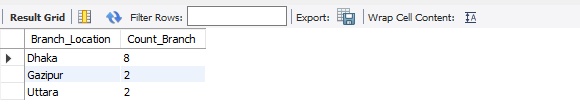 Result Grid Filter Rows: Export: Wrap Cell Content:
Branch_Location Count_Branch
Dhaka 8
Gazipur 2
Uttara 2